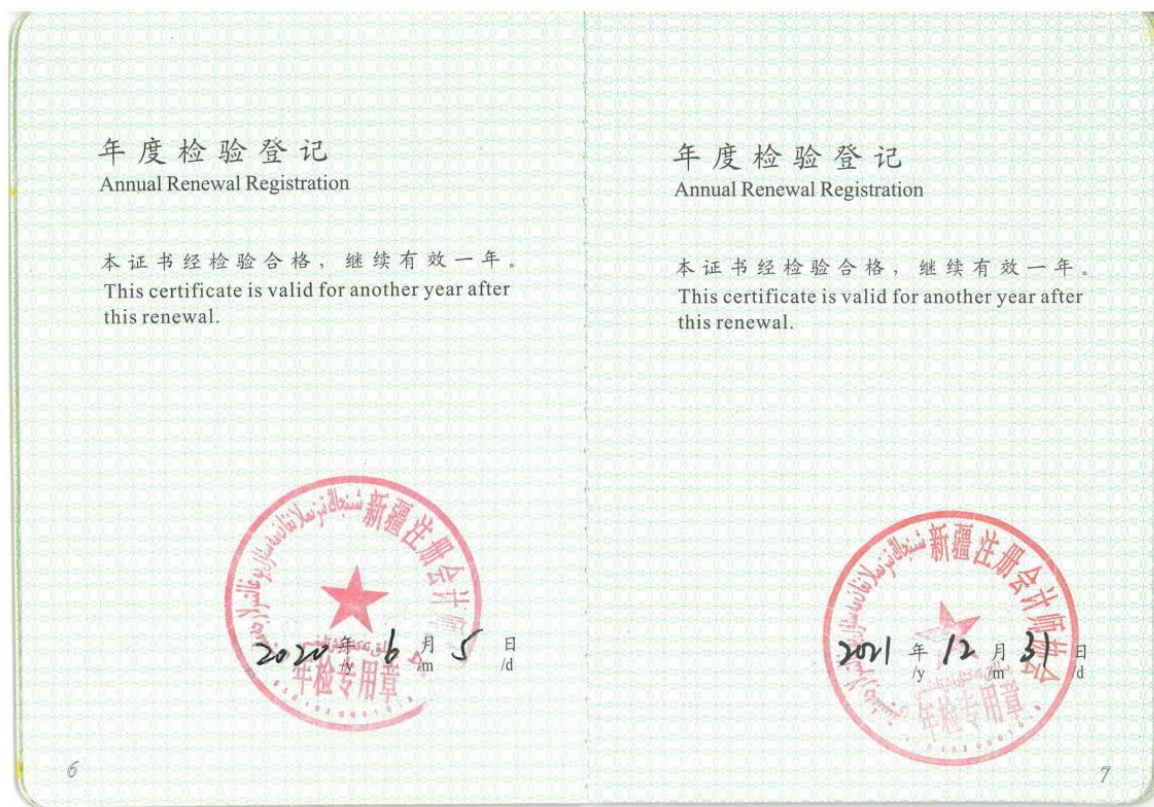 年度检验登记
Annual Renewal Registration
本证书经检验合格，继续有效一年。
This certificate is valid for another year after
this renewal.
新疆注册会计师
年检专用章
2020 年 6 月 5 日
/y /m /d
6
年度检验登记
Annual Renewal Registration
本证书经检验合格，继续有效一年。
This certificate is valid for another year after
this renewal.
新疆注册会计师协会
年检专用章
2021 年 12 月 31 日
/y /m /d
7